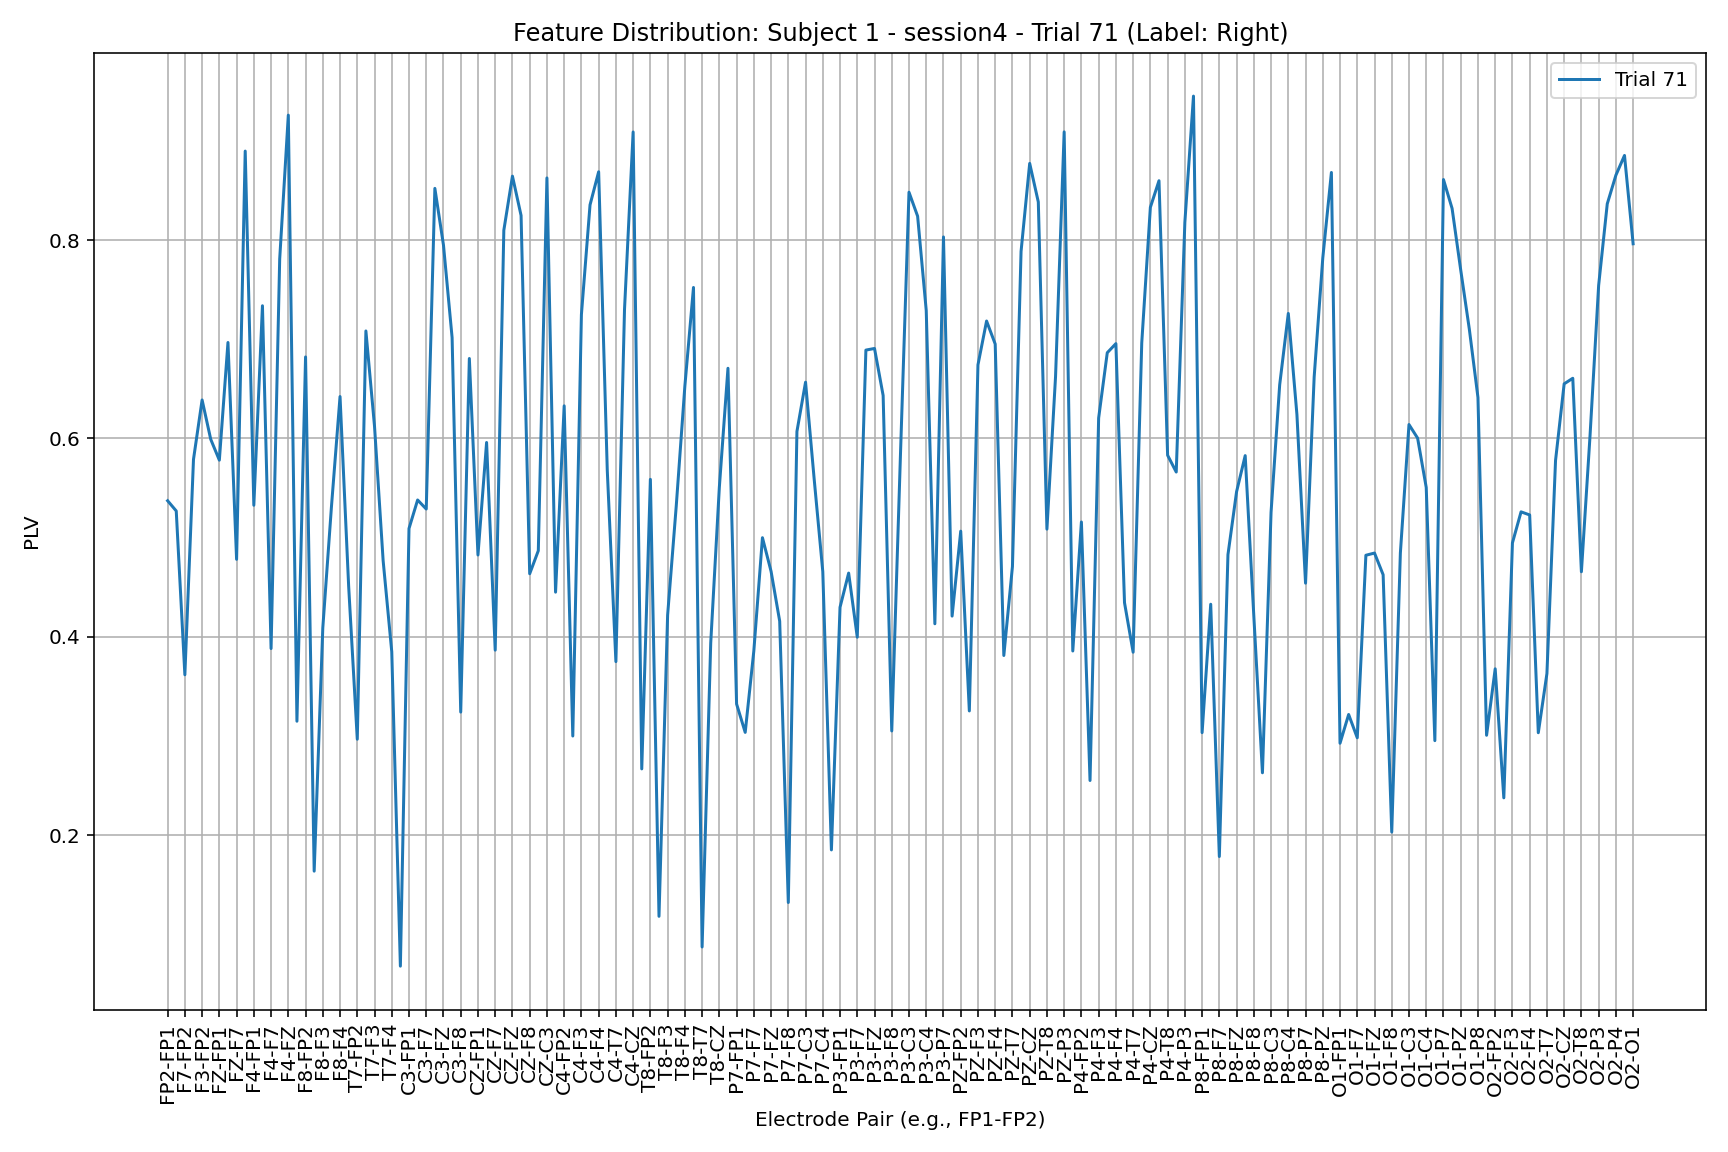 Feature Distribution: Subject 1 - session4 - Trial 71 (Label: Right)
Trial 71
PLV
0.8
0.6
0.4
0.2
FP2-FP1
F7-FP2
F3-FP2
FZ-FP1
FZ-F7
F4-FP1
F4-F7
F4-FZ
F8-FP2
F8-F3
F8-F4
T7-FP2
T7-F3
T7-F4
C3-FP1
C3-F7
C3-FZ
C3-F8
CZ-FP1
CZ-F7
CZ-FZ
CZ-F8
CZ-C3
C4-FP2
C4-F3
C4-F4
C4-T7
C4-CZ
T8-FP2
T8-F3
T8-F4
T8-T7
T8-CZ
P7-FP1
P7-F7
P7-FZ
P7-F8
P7-C3
P7-C4
P3-FP1
P3-F7
P3-FZ
P3-F8
P3-C3
P3-C4
P3-P7
PZ-FP2
PZ-F3
PZ-F4
PZ-T7
PZ-CZ
PZ-T8
PZ-P3
P4-FP2
P4-F3
P4-F4
P4-T7
P4-CZ
P4-T8
P4-P3
P8-FP1
P8-F7
P8-FZ
P8-F8
P8-C3
P8-C4
P8-P7
P8-PZ
O1-FP1
O1-F7
O1-FZ
O1-F8
O1-C3
O1-C4
O1-P7
O1-PZ
O1-P8
O2-FP2
O2-F3
O2-F4
O2-T7
O2-CZ
O2-T8
O2-P3
O2-P4
O2-O1
Electrode Pair (e.g., FP1-FP2)